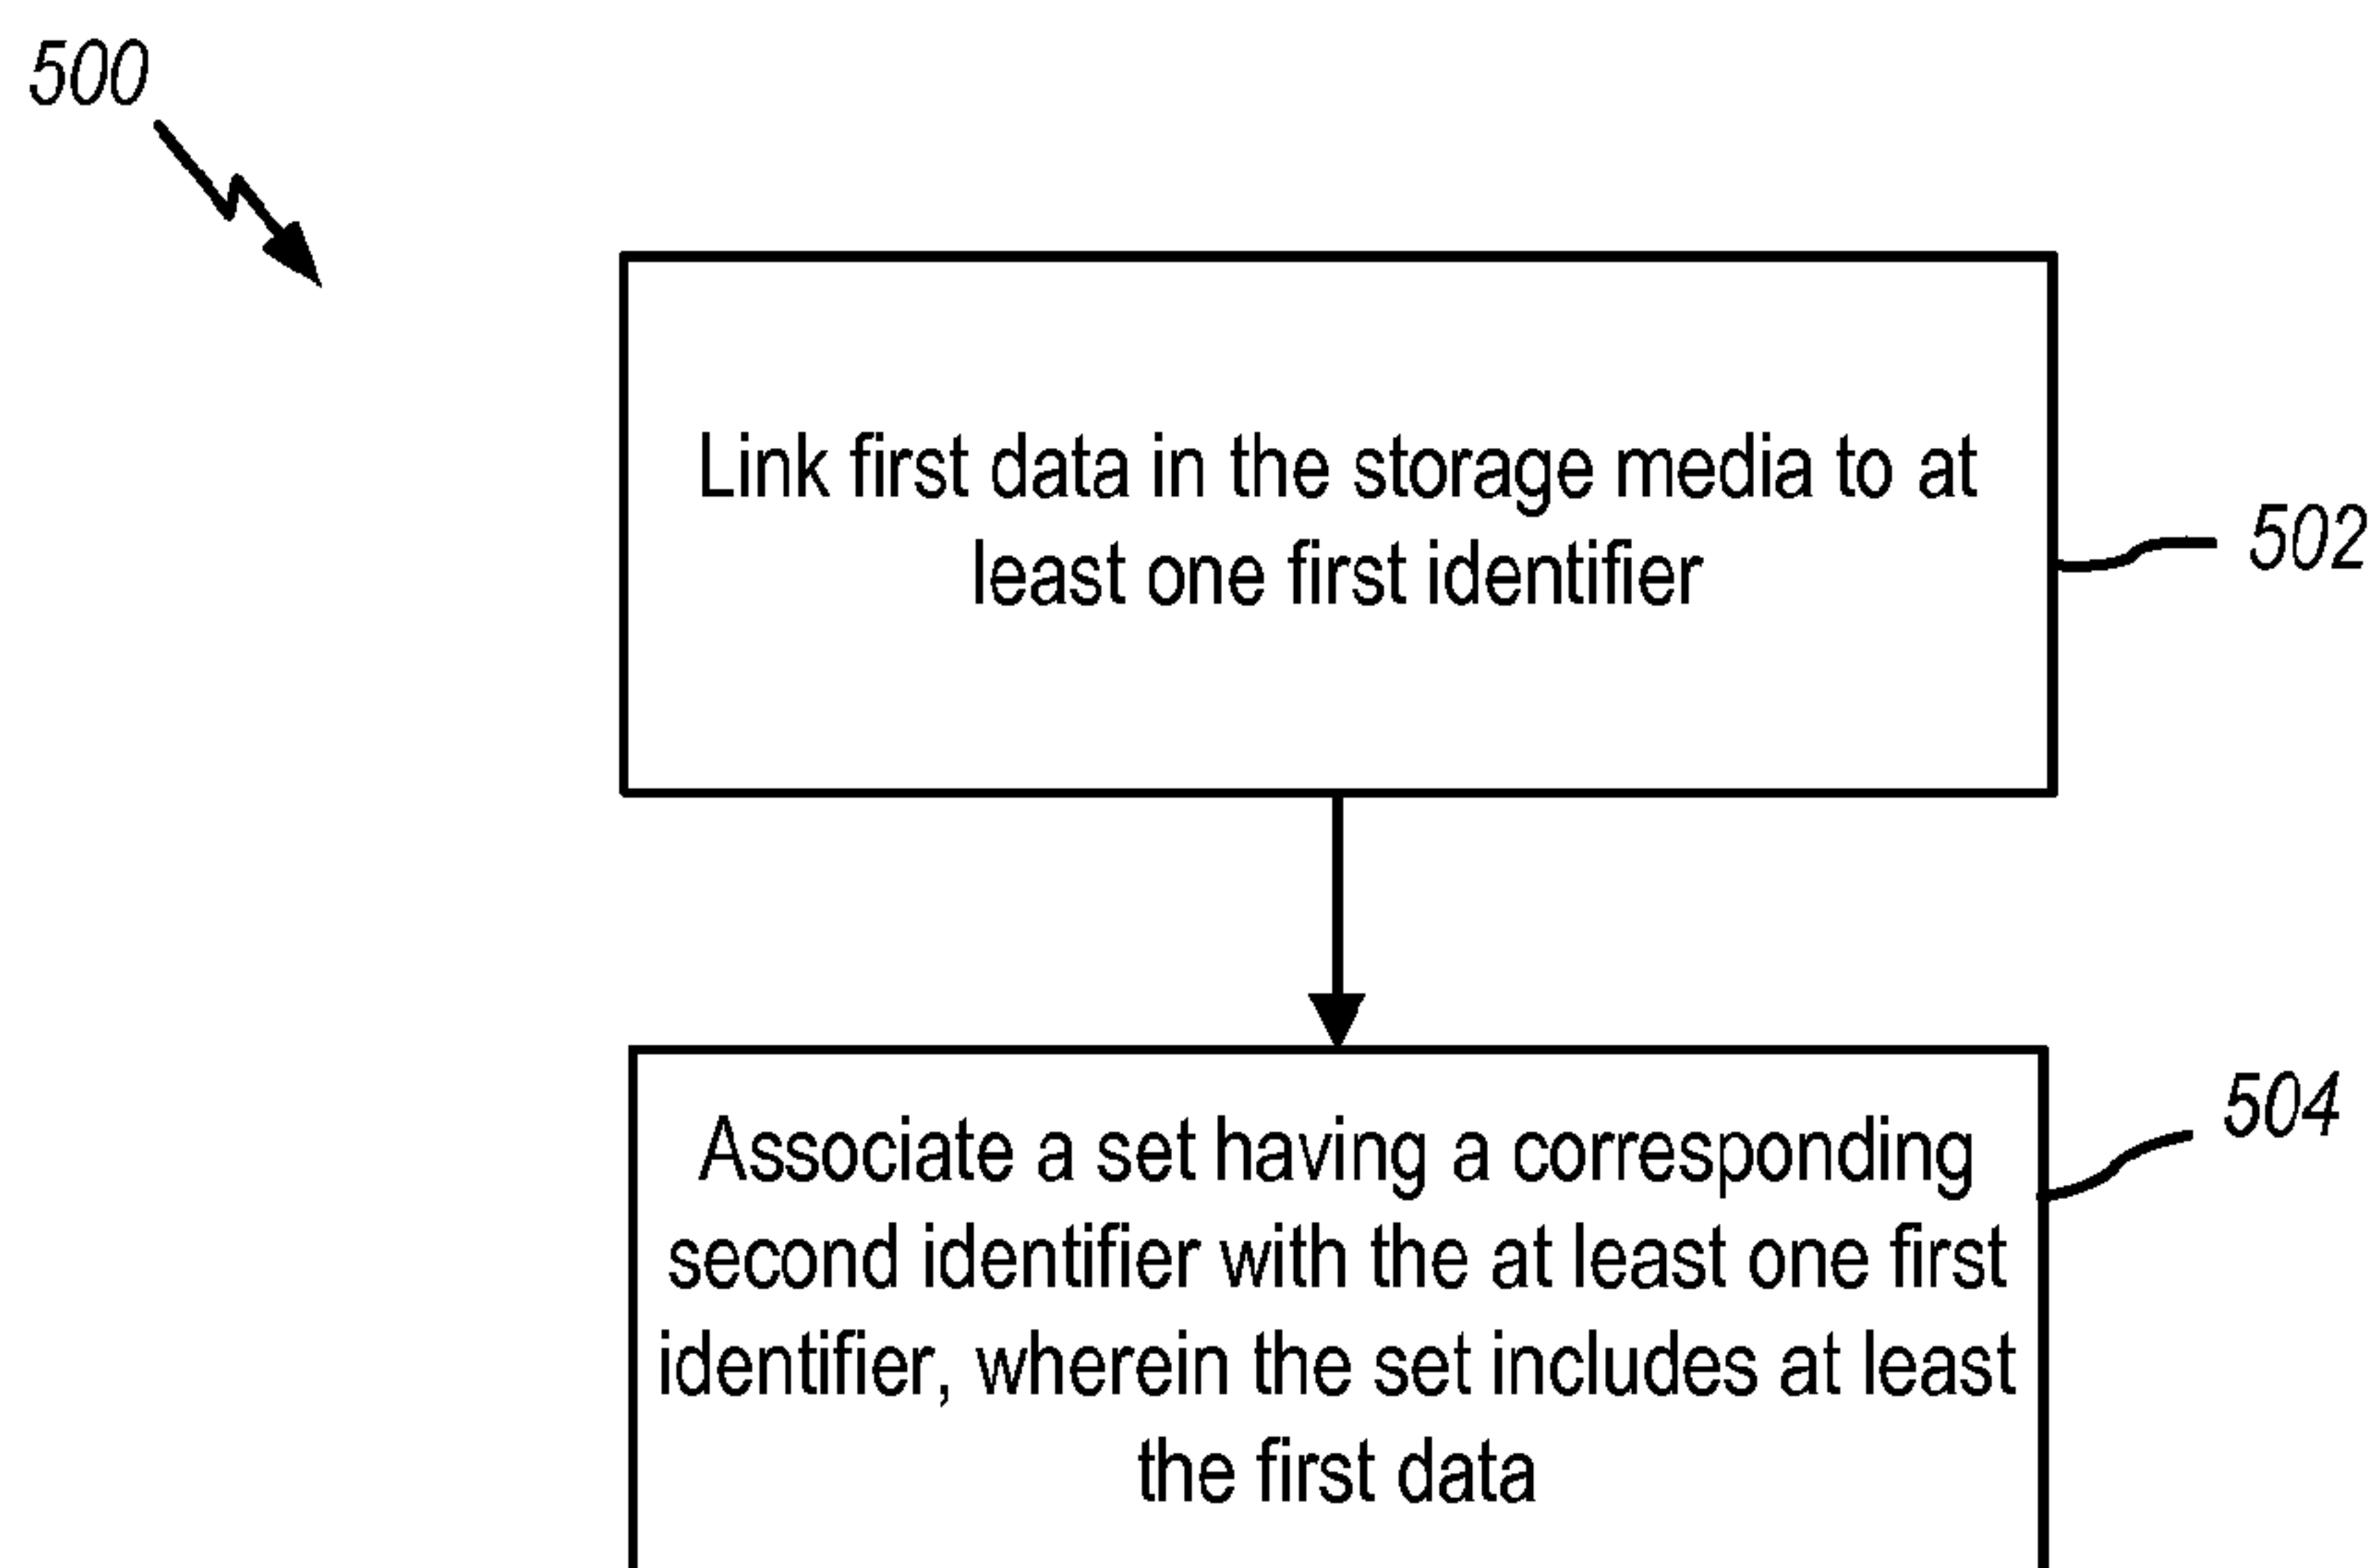 500
Link first data in the storage media to at
least one first identifier
502
Associate a set having a corresponding
second identifier with the at least one first
identifier, wherein the set includes at least
the first data
504